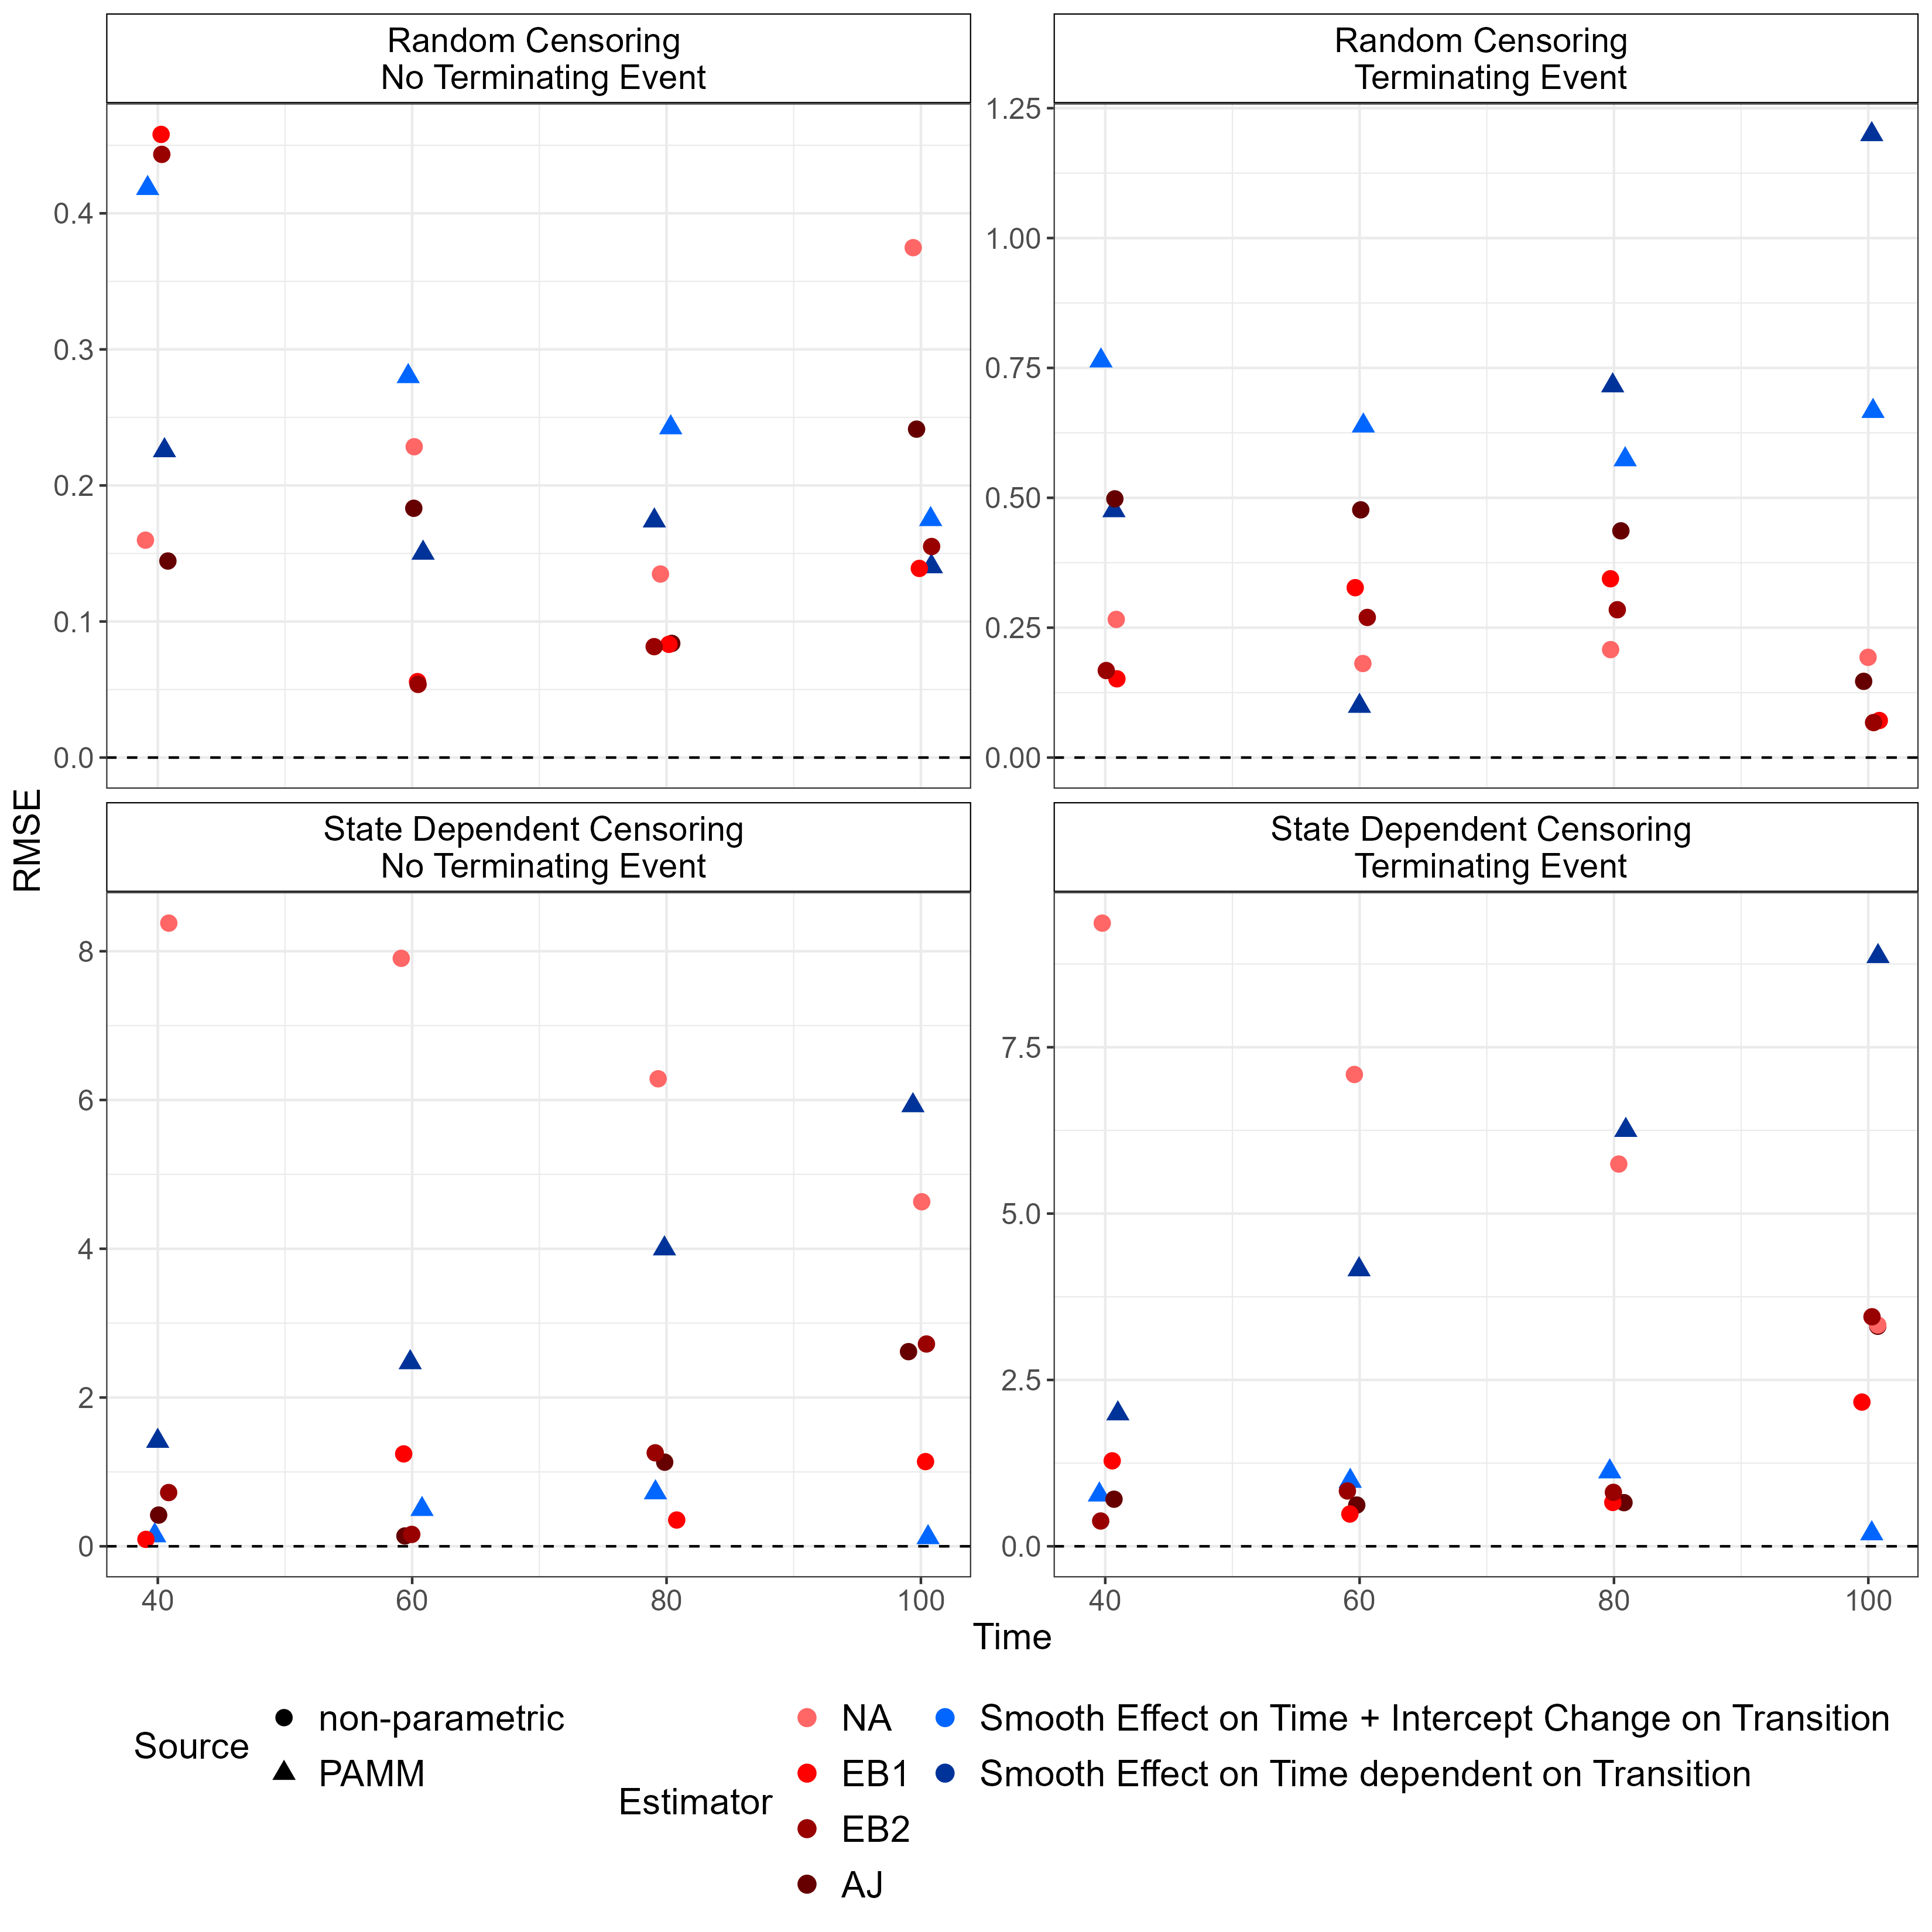 Random Censoring
No Terminating Event
Random Censoring
Terminating Event
0.4
0.3
0.2
0.1
0.0
1.25
1.00
0.75
0.50
0.25
0.00
RMSE
State Dependent Censoring
No Terminating Event
State Dependent Censoring
Terminating Event
8
6
4
2
0
7.5
5.0
2.5
0.0
40 60 80 100
40 60 80 100
Time
Source
non-parametric
PAMM
Estimator
NA
EB1
EB2
AJ
Smooth Effect on Time + Intercept Change on Transition
Smooth Effect on Time dependent on Transition